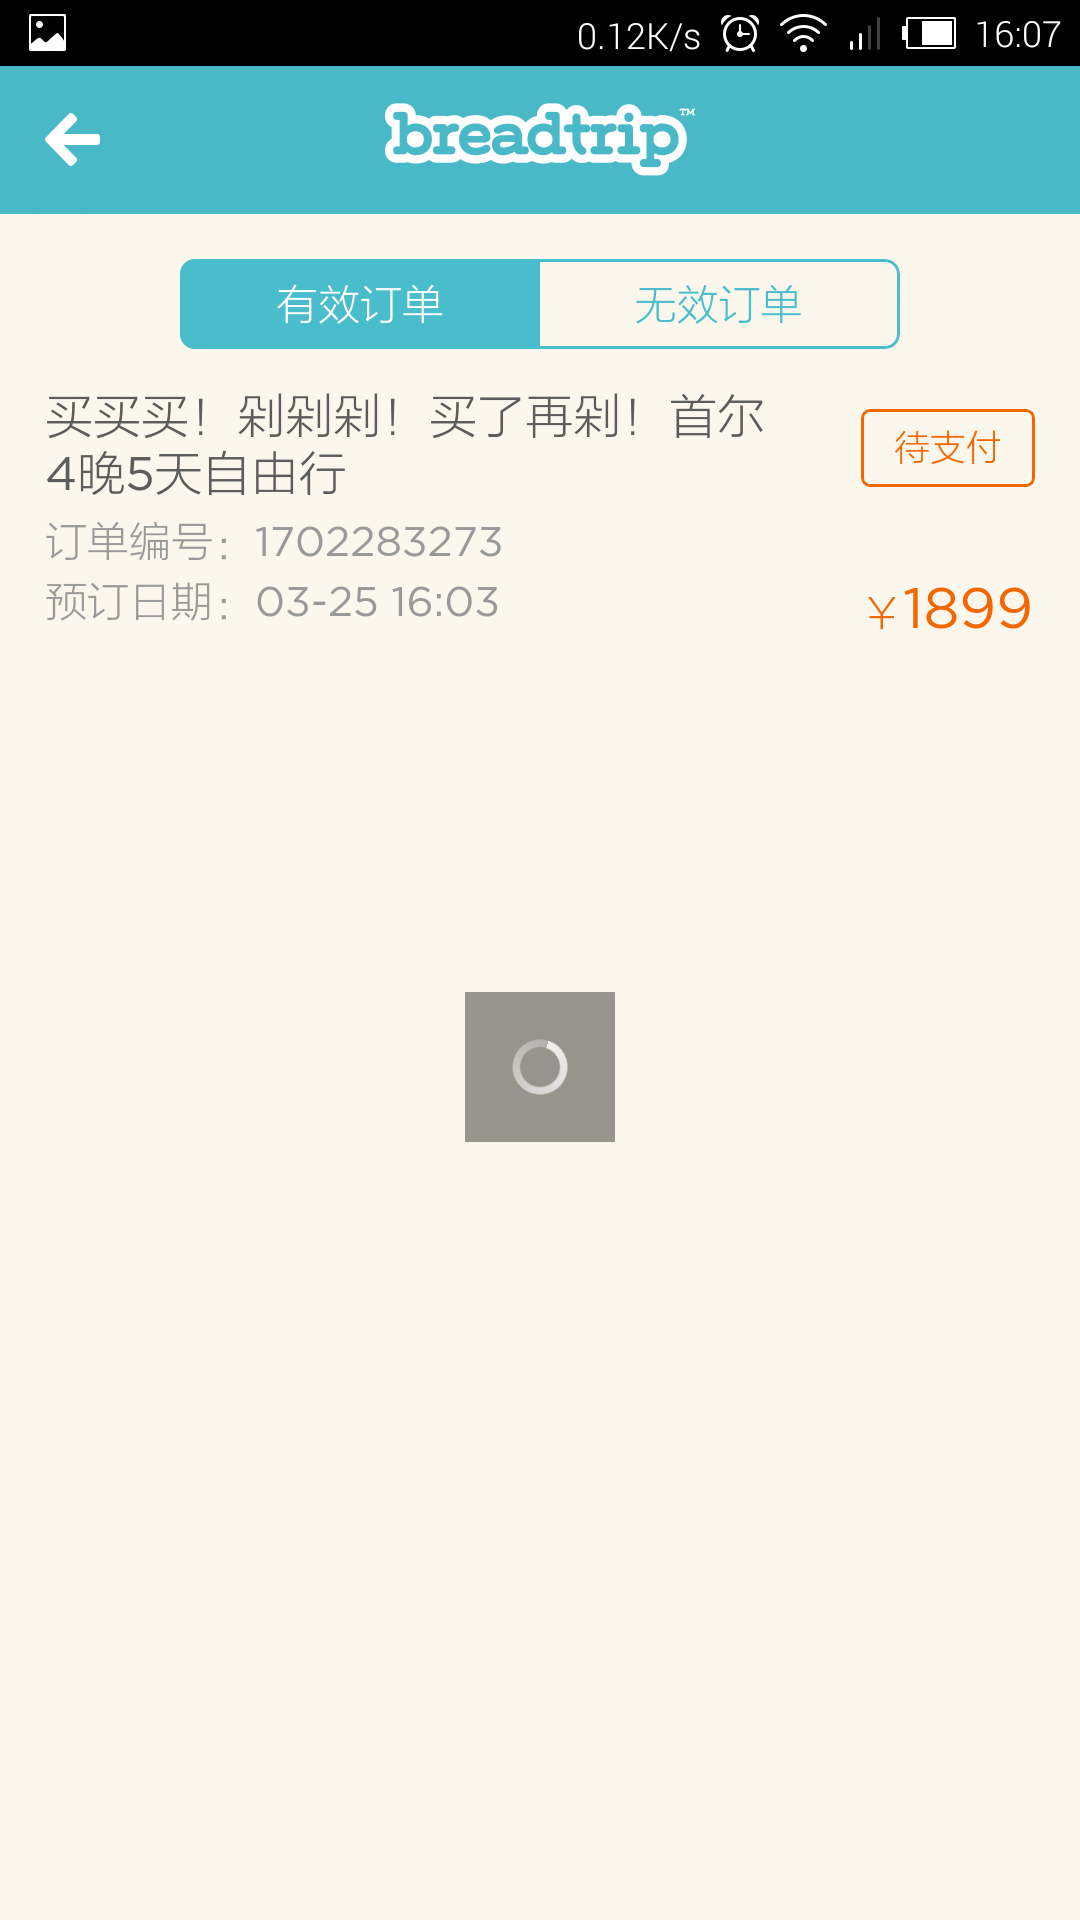 0.12K/s 16:07
breadtrip™
有效订单 无效订单
买买买！剁剁剁！买了再剁！首尔
4晚5天自由行
待支付
订单编号：1702283273
预订日期：03-25 16:03
¥1899